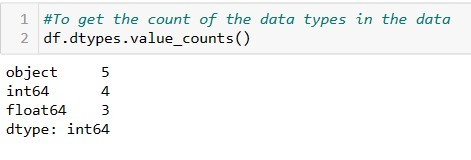 1 #To get the count of the data types in the data
2 df.dtypes.value_counts()
object 5
int64 4
float64 3
dtype: int64